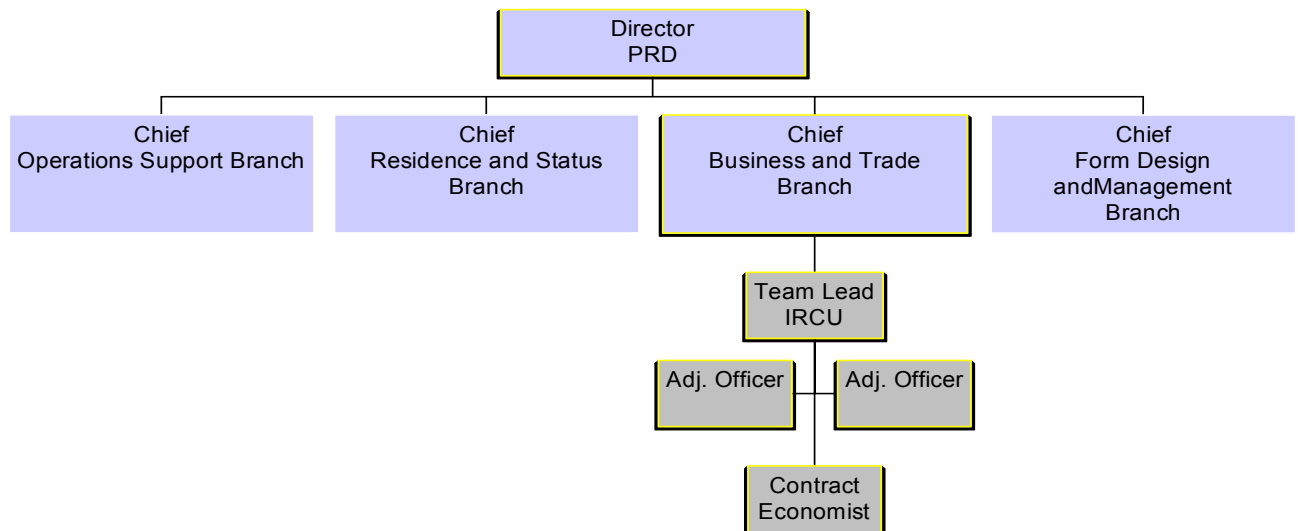 Director
PRD
Chief
Operations Support Branch
Chief
Residence and Status
Branch
Chief
Business and Trade
Branch
Chief
Form Design
andManagement
Branch
Team Lead
IRCU
Adj. Officer
Adj. Officer
Contract
Economist